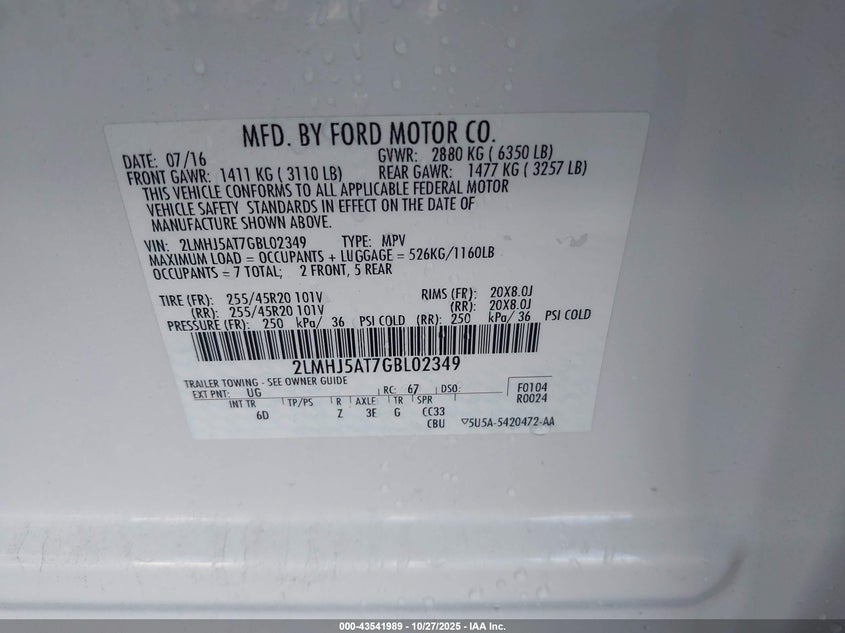 MFD. BY FORD MOTOR CO.
DATE: 07/16 GVWR: 2880 KG ( 6350 LB)
FRONT GAWR: 1411 KG ( 3110 LB) REAR GAWR: 1477 KG ( 3257 LB)
THIS VEHICLE CONFORMS TO ALL APPLICABLE FEDERAL MOTOR
VEHICLE SAFETY STANDARDS IN EFFECT ON THE DATE OF
MANUFACTURE SHOWN ABOVE.
VIN: 2LMHJ5AT7GBL02349 TYPE: MPV
MAXIMUM LOAD = OCCUPANTS + LUGGAGE = 526KG/1160LB
OCCUPANTS = 7 TOTAL; 2 FRONT, 5 REAR
TIRE (FR): 255/45R20 101V RIMS (FR): 20X8.0J
(RR): 255/45R20 101V (RR): 20X8.0J
PRESSURE (FR): 250 kPa/ 36 PSI COLD (RR): 250 kPa/ 36 PSI COLD
2LMHJ5AT7GBL02349
TRAILER TOWING - SEE OWNER GUIDE
EXT PNT: UG RC: 67 DSO: F0104
INT TR TP/PS R AXLE TR SPR R0024
6D Z 3E G CC33
CBU 5U5A-5420472-AA
000-43541989 - 10/27/2025 - IAA Inc.